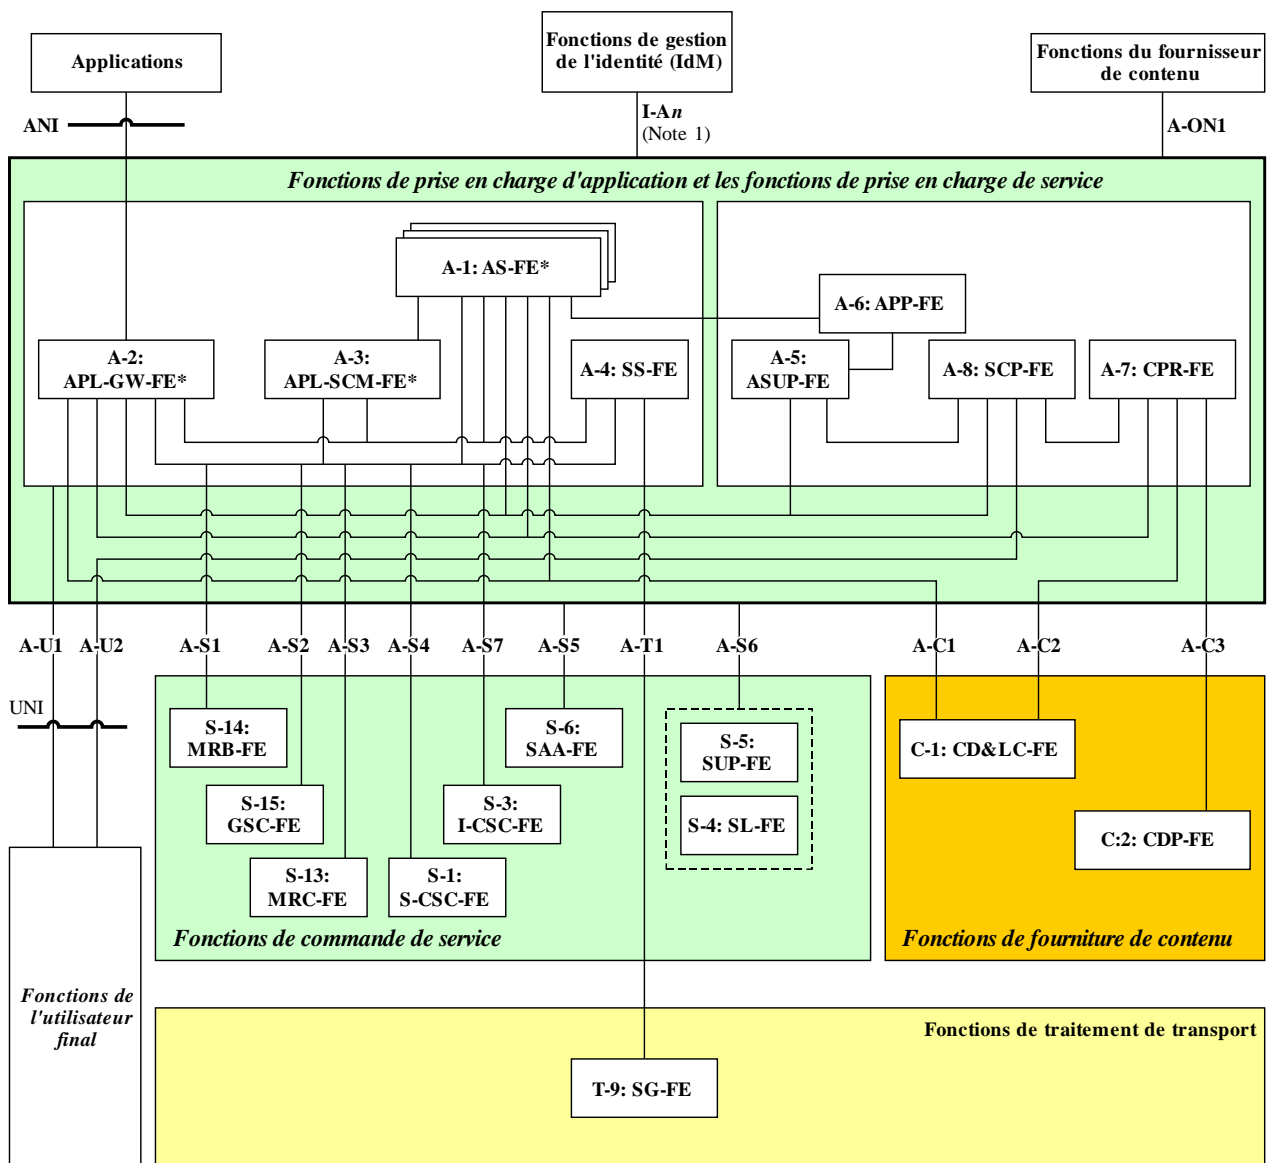 Applications
Fonctions de gestion
de l'identité (IdM)
Fonctions du fournisseur
de contenu
ANI
I-An
(Note 1)
A-ON1
Fonctions de prise en charge d'application et les fonctions de prise en charge de service
A-1: AS-FE*
A-6: APP-FE
A-2:
APL-GW-FE*
A-3:
APL-SCM-FE*
A-4: SS-FE
A-5:
ASUP-FE
A-8: SCP-FE
A-7: CPR-FE
A-U1
A-U2
A-S1
A-S2
A-S3
A-S4
A-S7
A-S5
A-T1
A-S6
A-C1
A-C2
A-C3
UNI
S-14:
MRB-FE
S-6:
SAA-FE
S-5:
SUP-FE
C-1: CD&LC-FE
S-15:
GSC-FE
S-3:
I-CSC-FE
S-4: SL-FE
C:2: CDP-FE
S-13:
MRC-FE
S-1:
S-CSC-FE
Fonctions de commande de service
Fonctions de fourniture de contenu
Fonctions de
l'utilisateur
final
Fonctions de traitement de transport
T-9: SG-FE